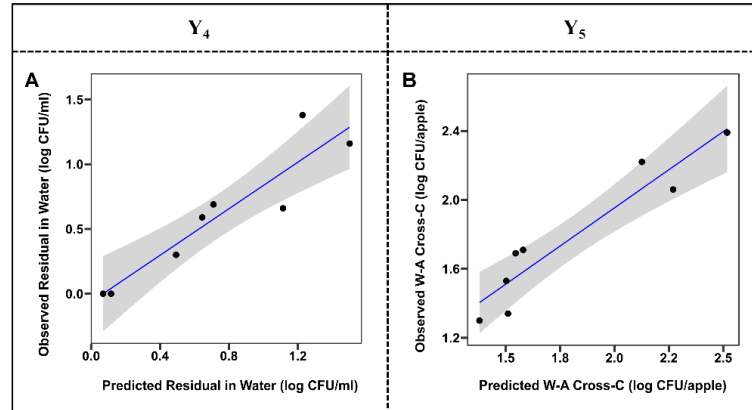 Y4
Y5
A
Observed Residual in Water (log CFU/ml)
1.5
1.0
0.5
0.0
0.0
0.4
0.8
1.2
Predicted Residual in Water (log CFU/ml)
B
Observed W-A Cross-C (log CFU/apple)
2.4
2.0
1.6
1.2
1.5
1.8
2.0
2.2
2.5
Predicted W-A Cross-C (log CFU/apple)